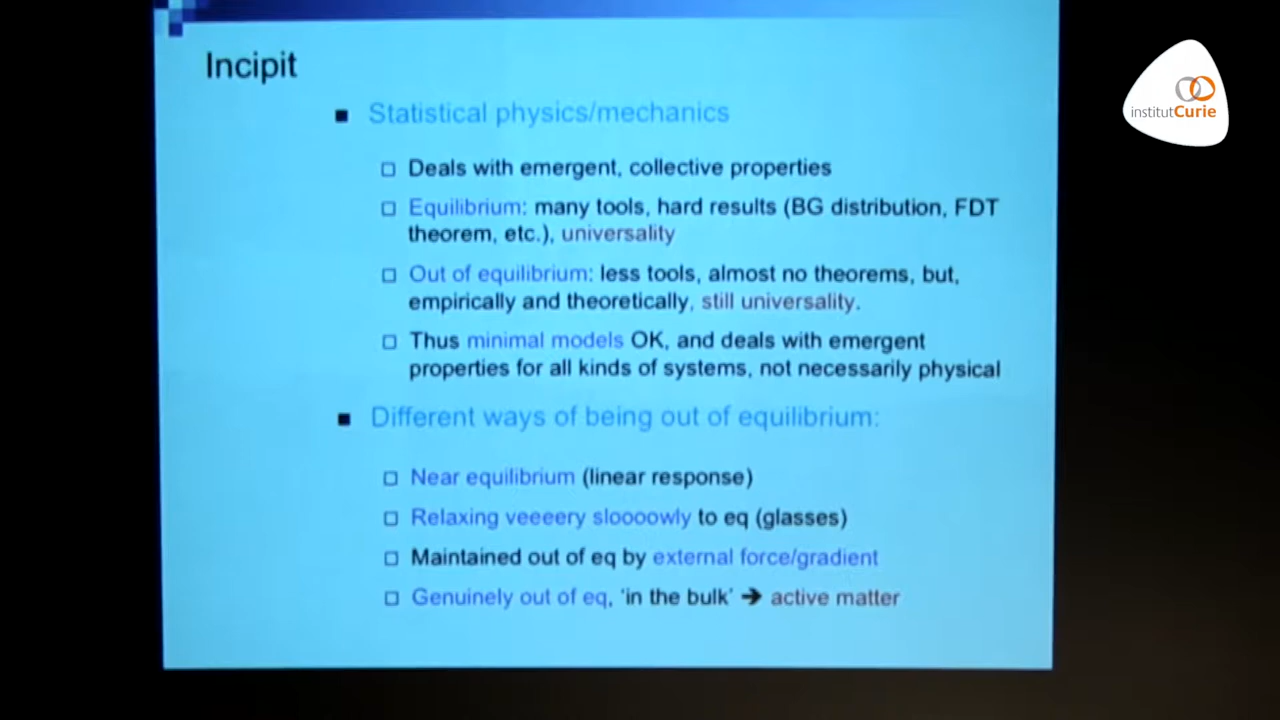 Incipit
Statistical physics/mechanics
Deals with emergent, collective properties
Equilibrium: many tools, hard results (BG distribution, FDT
theorem, etc.), universality
Out of equilibrium: less tools, almost no theorems, but,
empirically and theoretically, still universality.
Thus minimal models OK, and deals with emergent
properties for all kinds of systems, not necessarily physical
Different ways of being out of equilibrium:
Near equilibrium (linear response)
Relaxing veeeery sloooowly to eq (glasses)
Maintained out of eq by external force/gradient
Genuinely out of eq, ‘in the bulk’ ➔ active matter
institutCurie